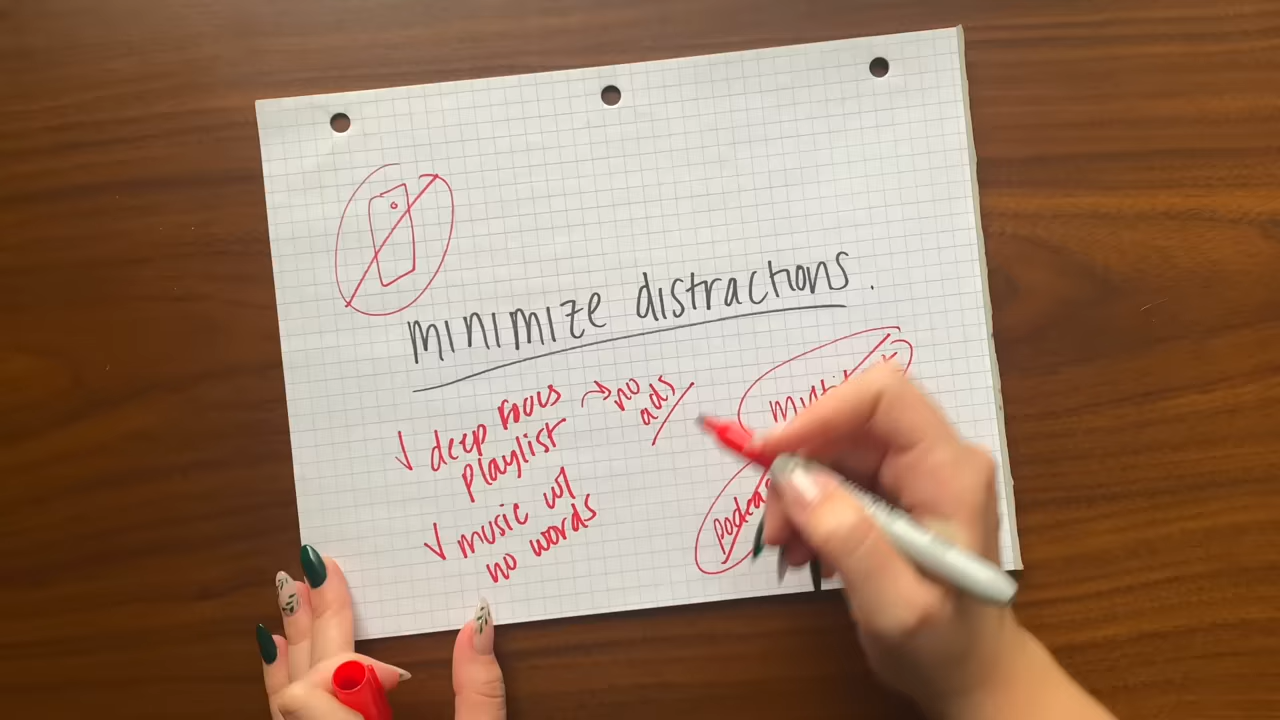 minimize distractions.
✓ deep focus
playlist
→ no
ads
✓ music w/
no words